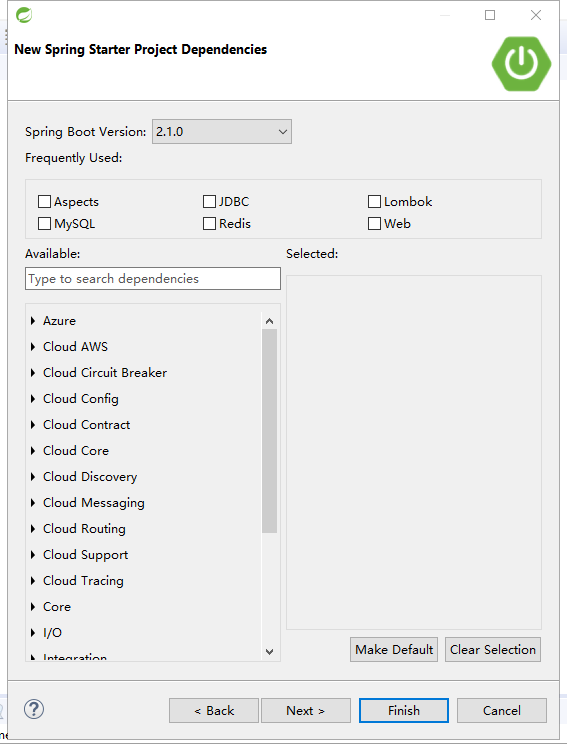 New Spring Starter Project Dependencies
Spring Boot Version: 2.1.0
Frequently Used:
Aspects JDBC Lombok
MySQL Redis Web
Available: Selected:
Type to search dependencies
Azure
Cloud AWS
Cloud Circuit Breaker
Cloud Config
Cloud Contract
Cloud Core
Cloud Discovery
Cloud Messaging
Cloud Routing
Cloud Support
Cloud Tracing
Core
I/O
Integration
Make Default Clear Selection
? < Back Next > Finish Cancel